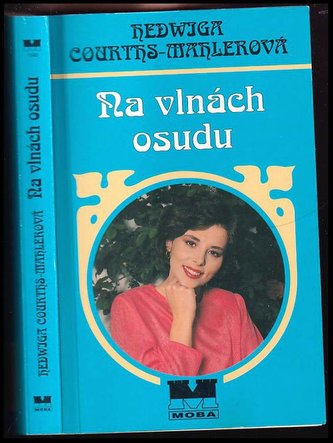 HEDWIGA
COURTHS-MAHLEROVÁ
Na vlnách
osudu
MOBA
HEDWIGA COURTHS-MAHLEROVÁ Na vlnách osudu
MOBA